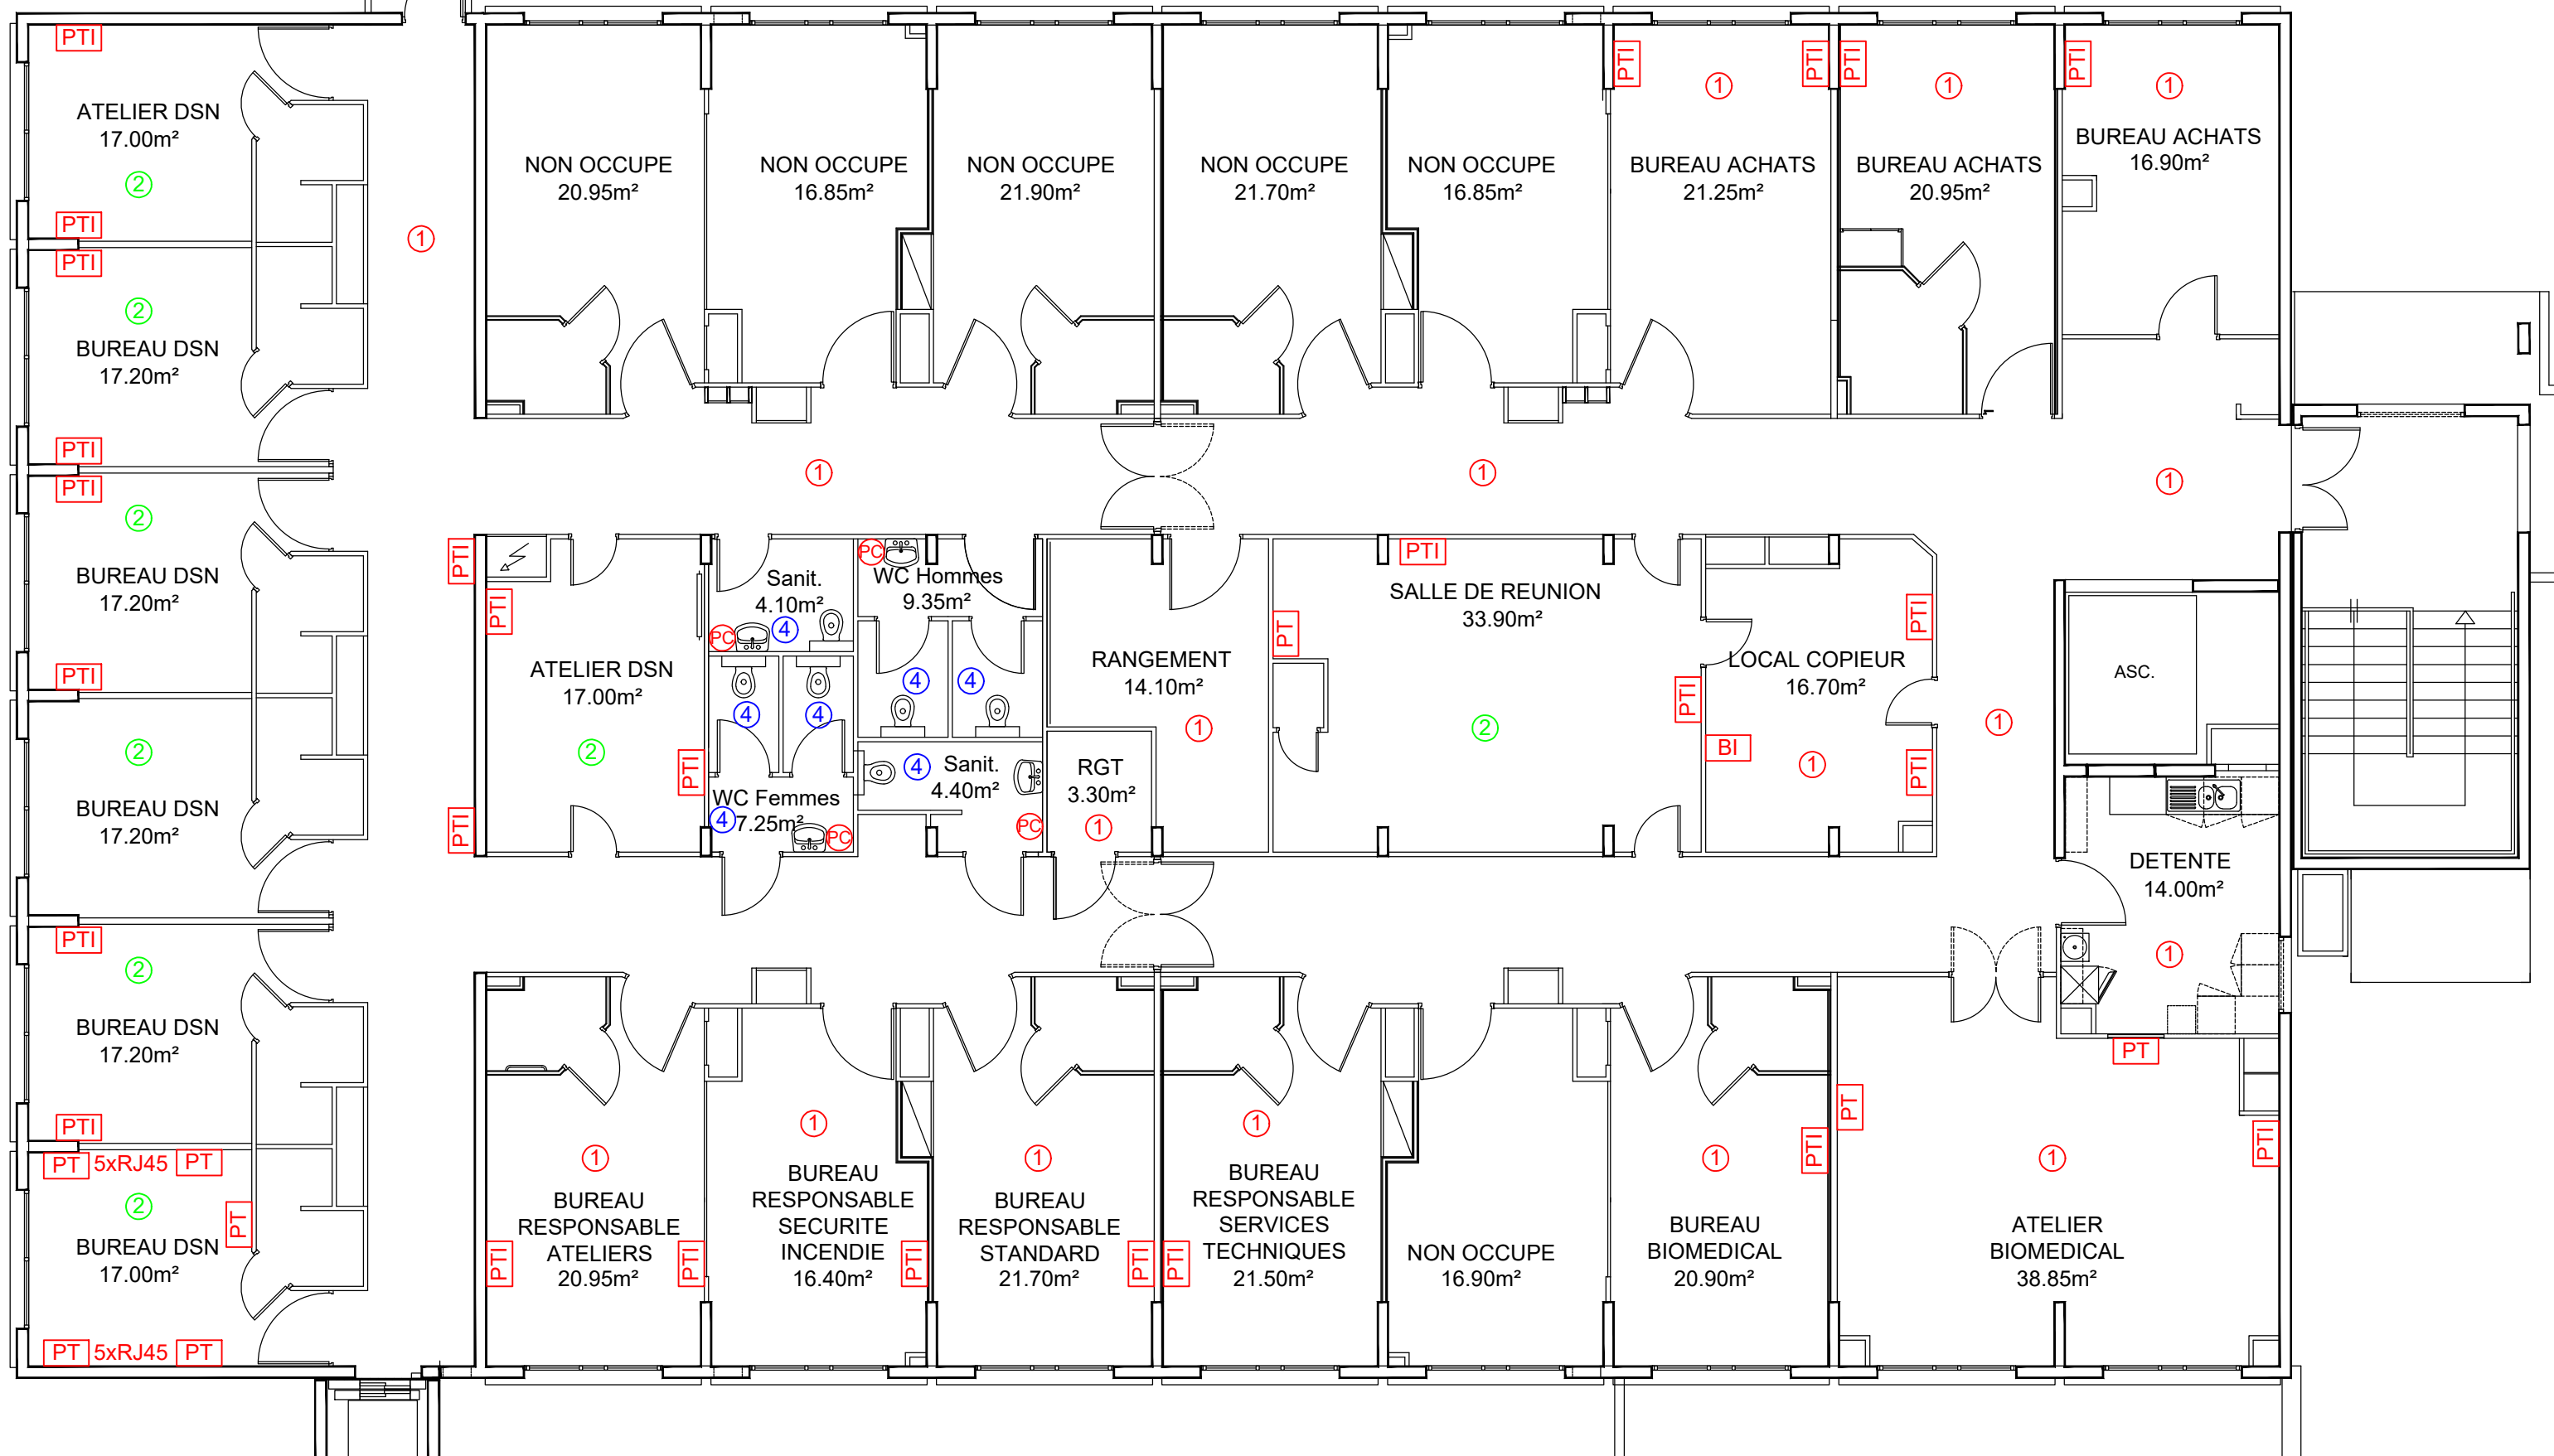 PTI
ATELIER DSN
17.00m²
2
PTI
PTI
2
BUREAU DSN
17.20m²
PTI
PTI
2
BUREAU DSN
17.20m²
PTI
2
BUREAU DSN
17.20m²
PTI
2
BUREAU DSN
17.20m²
PTI
PT 5xRJ45 PT
2
PT
BUREAU DSN
17.00m²
PT 5xRJ45 PT
1
NON OCCUPE
20.95m²
NON OCCUPE
16.85m²
NON OCCUPE
21.90m²
NON OCCUPE
21.70m²
NON OCCUPE
16.85m²
PTI
1
PTI
BUREAU ACHATS
21.25m²
PTI
1
BUREAU ACHATS
20.95m²
PTI
1
BUREAU ACHATS
16.90m²
1
1
1
PTI
PTI
ATELIER DSN
17.00m²
2
PTI
PTI
Sanit.
4.10m²
PC
4
4
4
WC Femmes
4
7.25m²
PC
PC
WC Hommes
9.35m²
4
4
4
Sanit.
4.40m²
PC
RANGEMENT
14.10m²
1
RGT
3.30m²
1
PTI
SALLE DE REUNION
33.90m²
PT
2
PTI
PTI
LOCAL COPIEUR
16.70m²
BI
1
PTI
1
ASC.
DETENTE
14.00m²
1
1
BUREAU
RESPONSABLE
ATELIERS
20.95m²
PTI
PTI
1
BUREAU
RESPONSABLE
SECURITE
INCENDIE
16.40m²
PTI
1
BUREAU
RESPONSABLE
STANDARD
21.70m²
PTI
1
BUREAU
RESPONSABLE
SERVICES
TECHNIQUES
21.50m²
PTI
NON OCCUPE
16.90m²
1
PTI
BUREAU
BIOMEDICAL
20.90m²
PT
PT
1
PTI
ATELIER
BIOMEDICAL
38.85m²